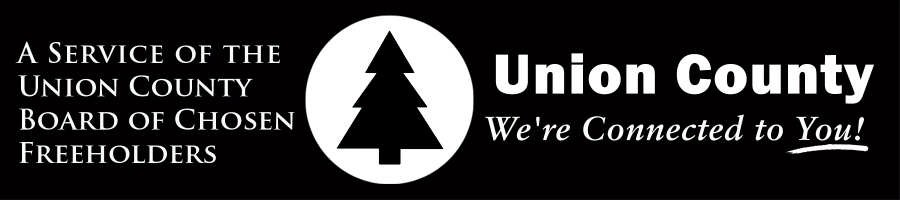 A Service of the
Union County
Board of Chosen
Freeholders
Union County
We're Connected to You!